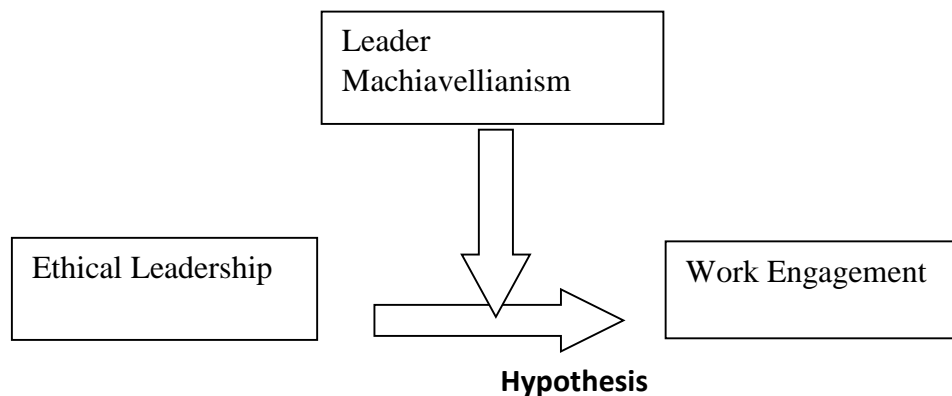 Leader
Machiavellianism
Ethical Leadership
Work Engagement
Hypothesis